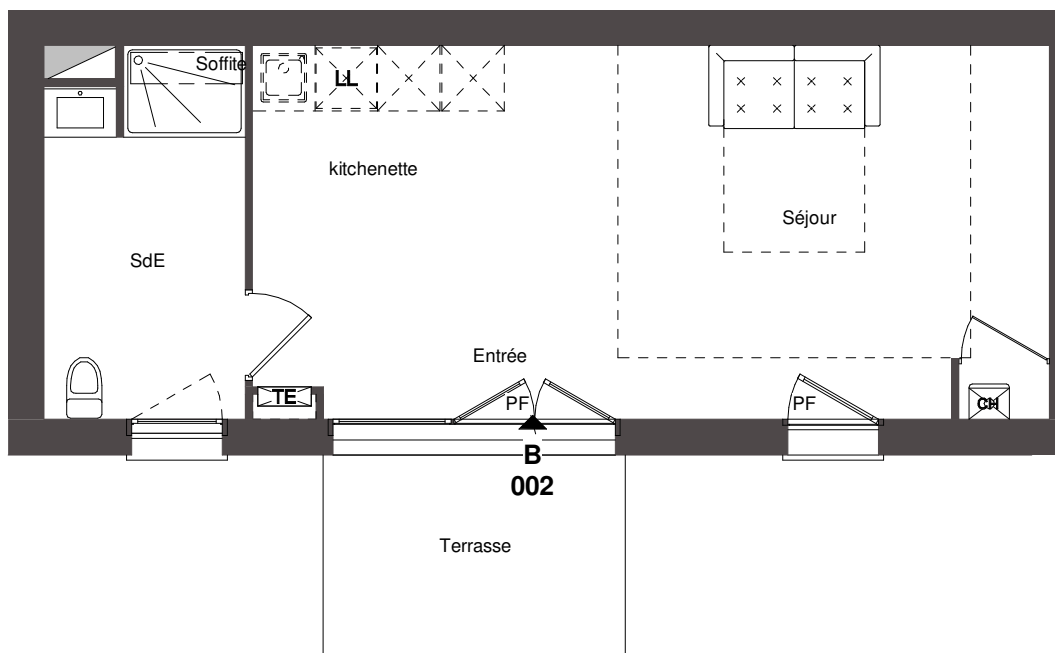 Soffite
LL
kitchenette
Séjour
SdE
Entrée
TE
PF
PF
CH
B
002
Terrasse